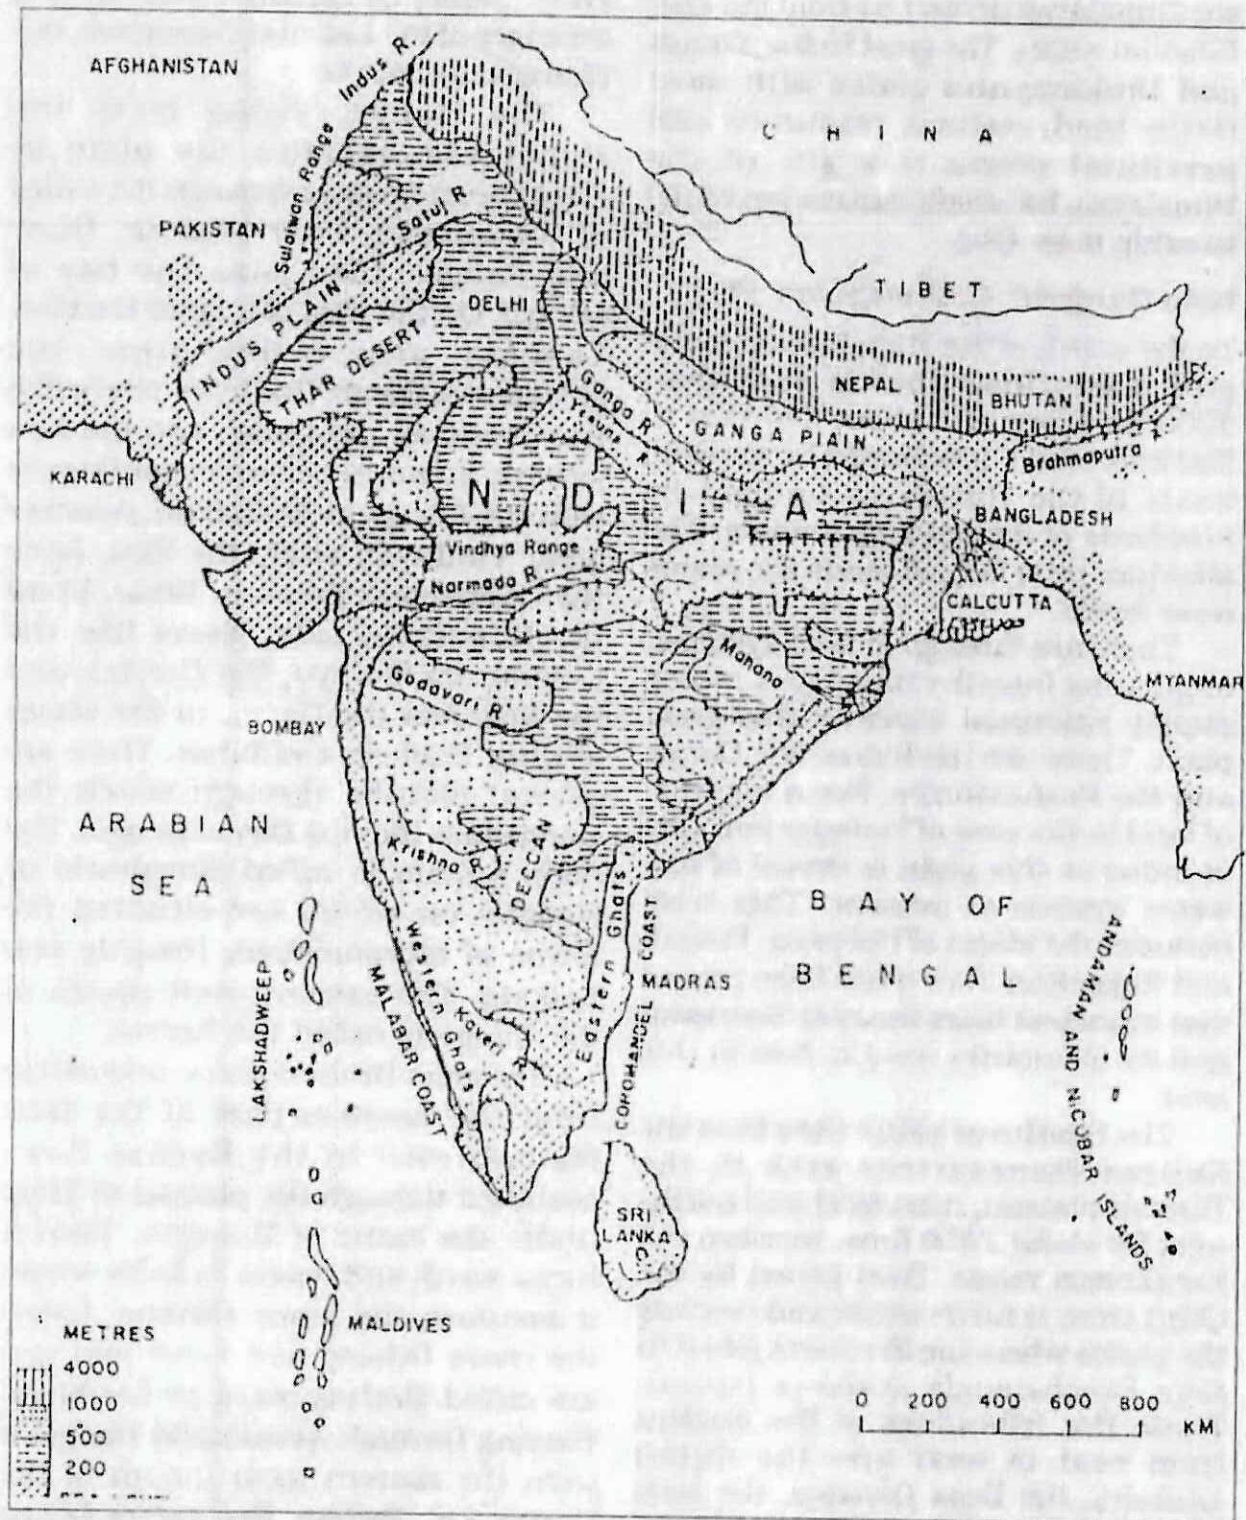 AFGHANISTAN
Indus R.
CHINA
Sulaiman Range
PAKISTAN
Satuj R
TIBET
INDUS PLAIN
DELHI
THAR DESERT
NEPAL
BHUTAN
Ganga R
Yamuna R
GANGA PlAIN
Brahmaputra
KARACHI
INDIA
BANGLADESH
Vindhya Range
Narmada R
CALCUTTA
Mahana
MYANMAR
Godavari R
BOMBAY
ARABIAN
SEA
Krishna R
DECCAN
Eastern Ghats
BAY OF
BENGAL
LAKSHADWEEP
MALABAR COAST
Western Ghats
Kaveri R
COROMANDEL COAST
MADRAS
ANDAMAN AND NICOBAR ISLANDS
SRI
LANKA
MALDIVES
METRES
4000
1000
500
200
0 200 400 600 800
KM